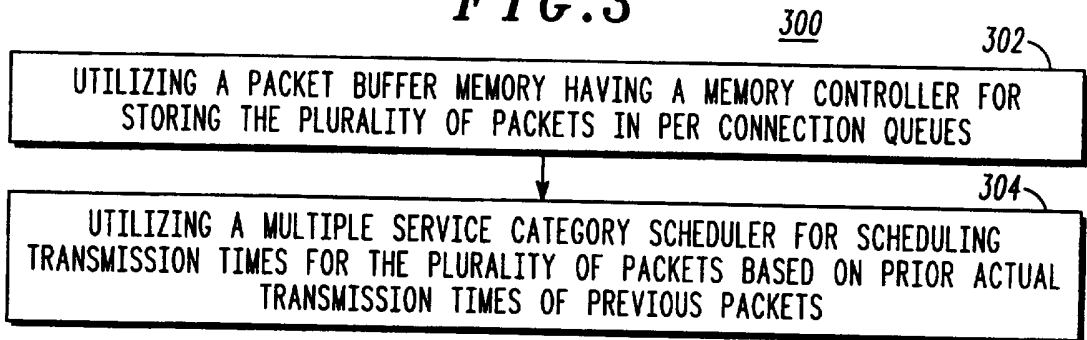 FIG.3
300
302
UTILIZING A PACKET BUFFER MEMORY HAVING A MEMORY CONTROLLER FOR
STORING THE PLURALITY OF PACKETS IN PER CONNECTION QUEUES
304
UTILIZING A MULTIPLE SERVICE CATEGORY SCHEDULER FOR SCHEDULING
TRANSMISSION TIMES FOR THE PLURALITY OF PACKETS BASED ON PRIOR ACTUAL
TRANSMISSION TIMES OF PREVIOUS PACKETS